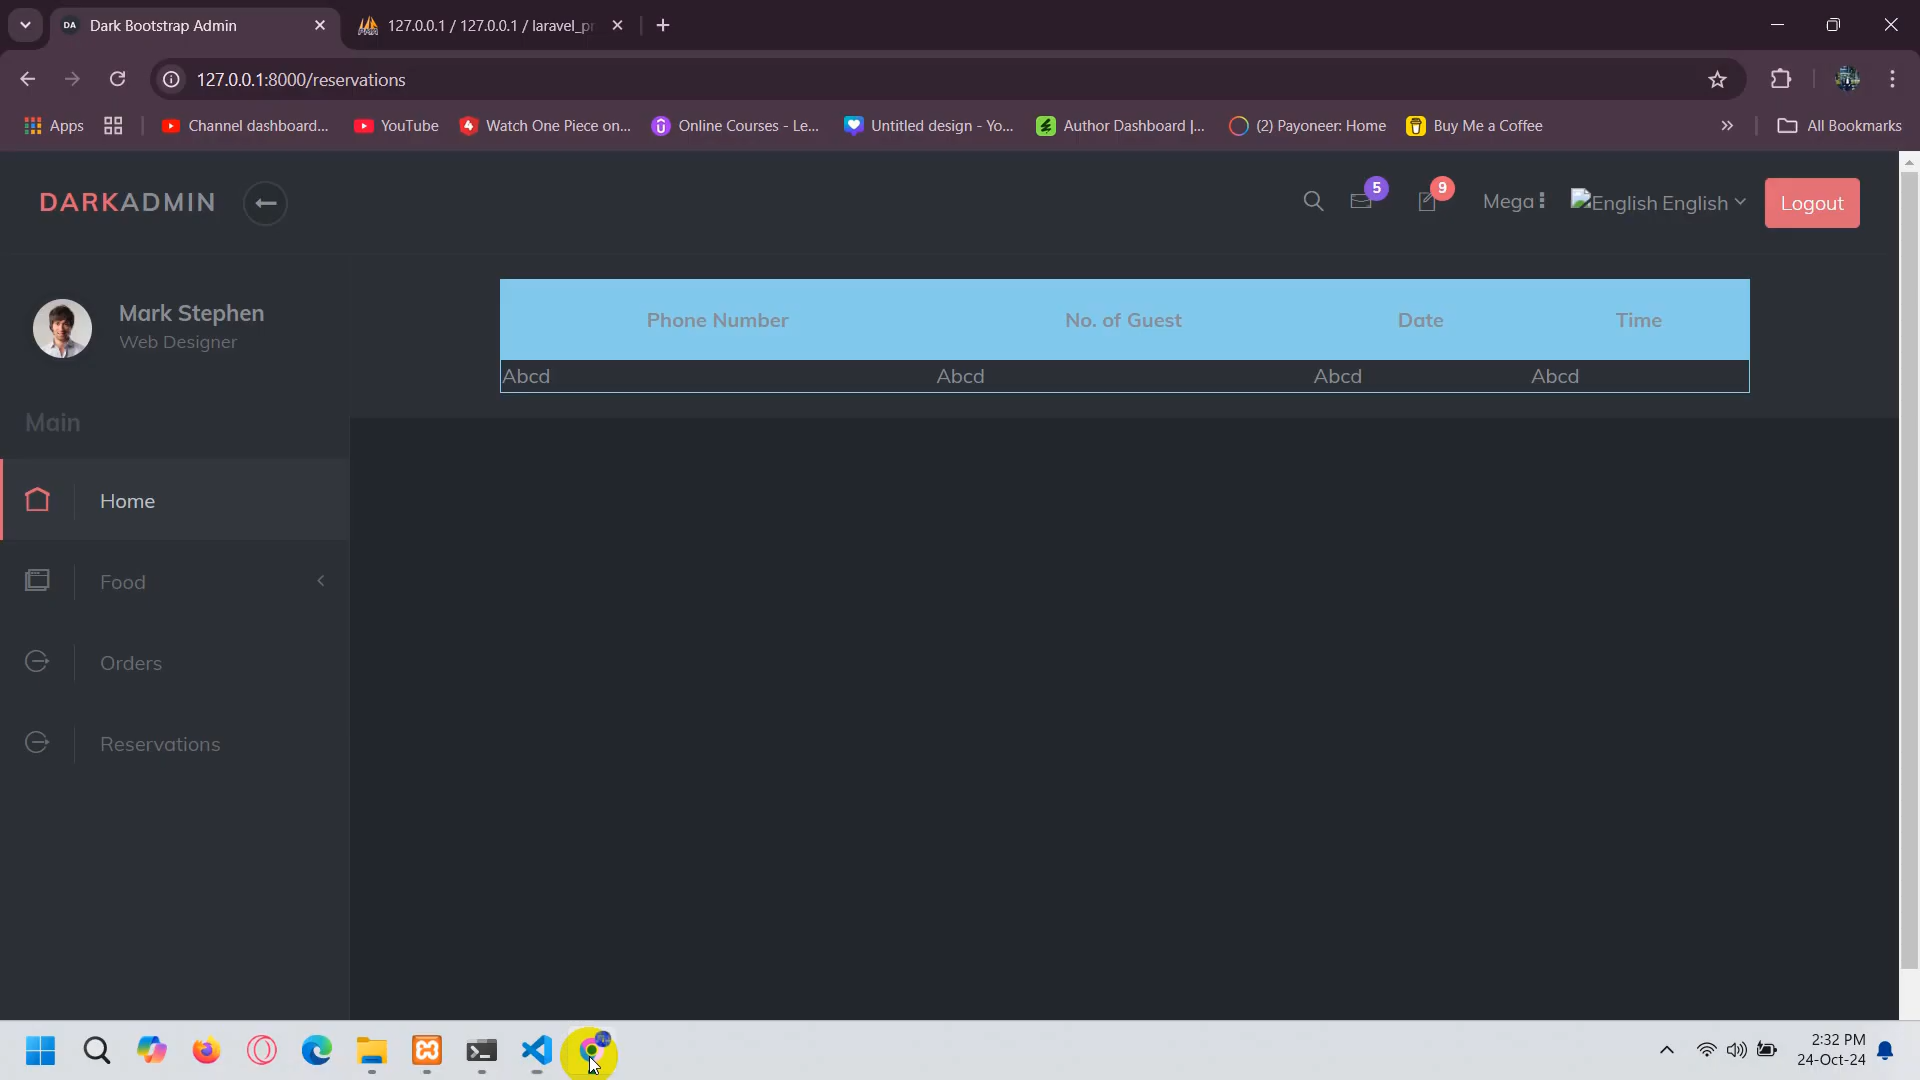 DA Dark Bootstrap Admin
PMA 127.0.0.1 / 127.0.0.1 / laravel_pr
127.0.0.1:8000/reservations
Apps Channel dashboard... YouTube Watch One Piece on... Online Courses - Le... Untitled design - Yo... Author Dashboard |... (2) Payoneer: Home Buy Me a Coffee All Bookmarks
DARKADMIN 5 9 Mega English English Logout
Mark Stephen
Web Designer
Main
Home
Food
Orders
Reservations
Phone Number No. of Guest Date Time
Abcd Abcd Abcd Abcd
2:32 PM
24-Oct-24